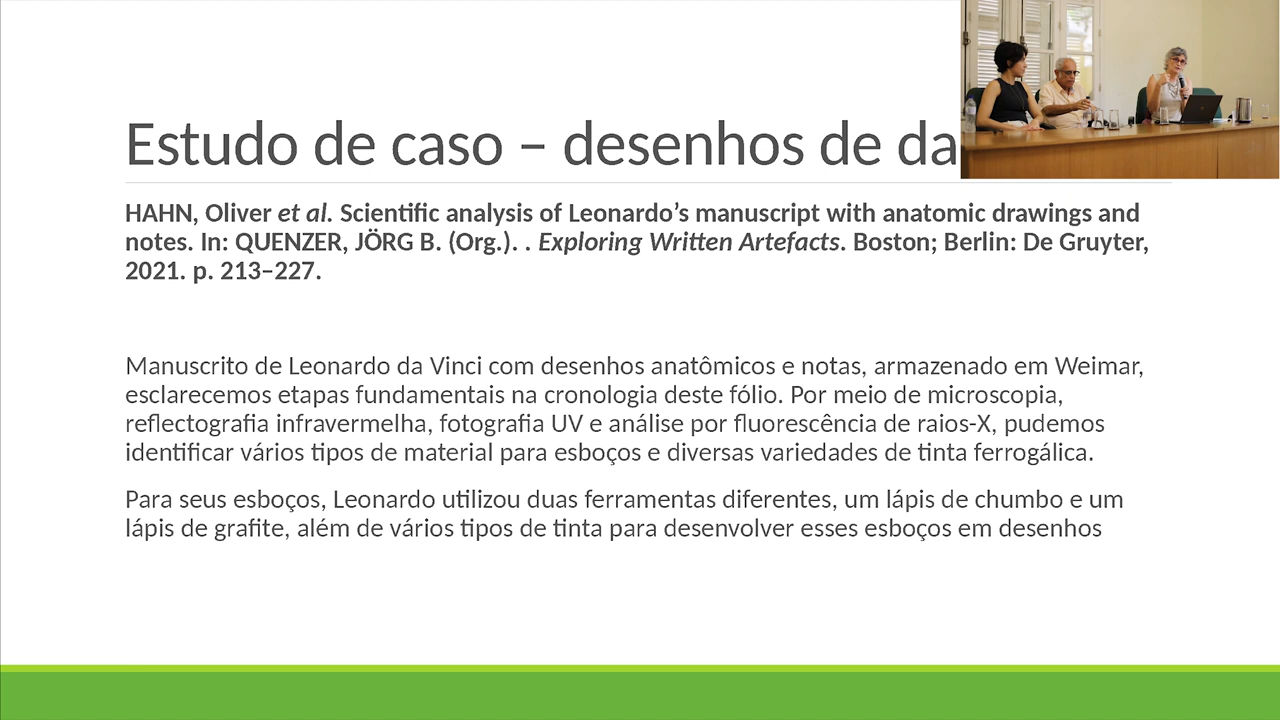 Estudo de caso – desenhos de da
HAHN, Oliver et al. Scientific analysis of Leonardo’s manuscript with anatomic drawings and
notes. In: QUENZER, JÖRG B. (Org.). . Exploring Written Artefacts. Boston; Berlin: De Gruyter,
2021. p. 213–227.
Manuscrito de Leonardo da Vinci com desenhos anatômicos e notas, armazenado em Weimar,
esclarecemos etapas fundamentais na cronologia deste fólio. Por meio de microscopia,
reflectografia infravermelha, fotografia UV e análise por fluorescência de raios-X, pudemos
identificar vários tipos de material para esboços e diversas variedades de tinta ferrogálica.
Para seus esboços, Leonardo utilizou duas ferramentas diferentes, um lápis de chumbo e um
lápis de grafite, além de vários tipos de tinta para desenvolver esses esboços em desenhos